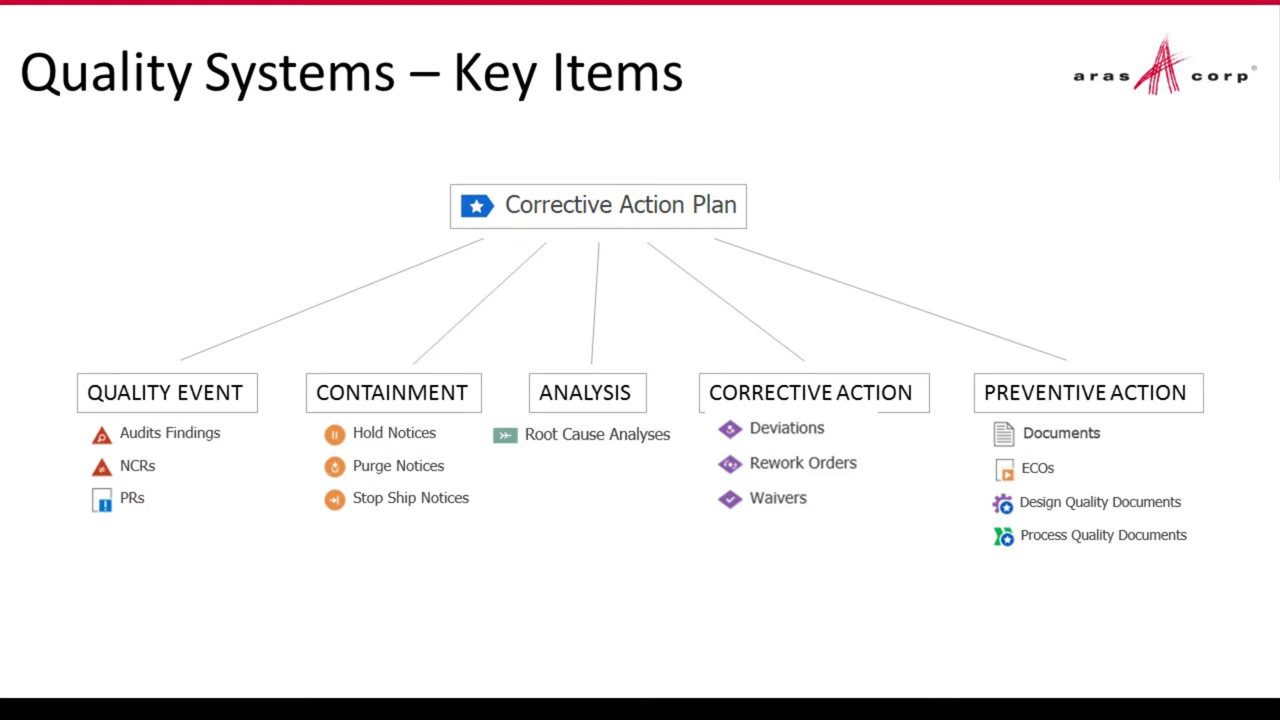 Quality Systems – Key Items
aras corp®
Corrective Action Plan
QUALITY EVENT
Audits Findings
NCRs
PRs
CONTAINMENT
Hold Notices
Purge Notices
Stop Ship Notices
ANALYSIS
Root Cause Analyses
CORRECTIVE ACTION
Deviations
Rework Orders
Waivers
PREVENTIVE ACTION
Documents
ECOs
Design Quality Documents
Process Quality Documents